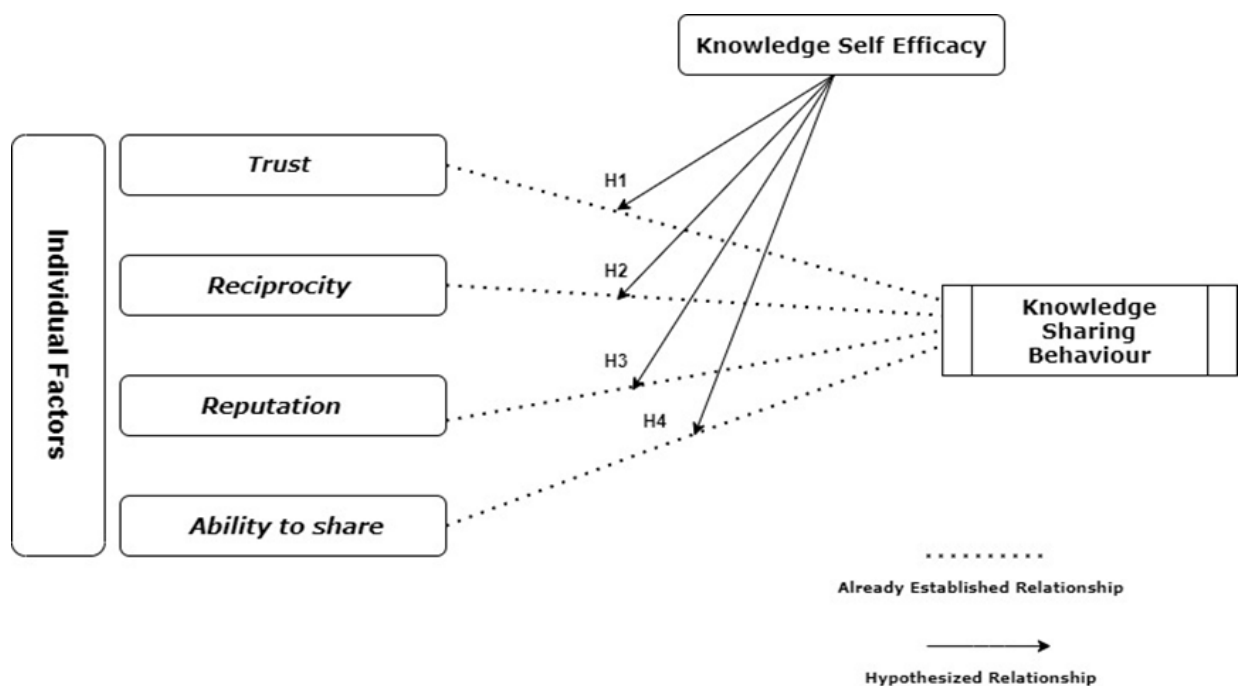 Knowledge Self Efficacy
Individual Factors
Trust
H1
Reciprocity
H2
Knowledge
Sharing
Behaviour
Reputation
H3
H4
Ability to share
Already Established Relationship
Hypothesized Relationship